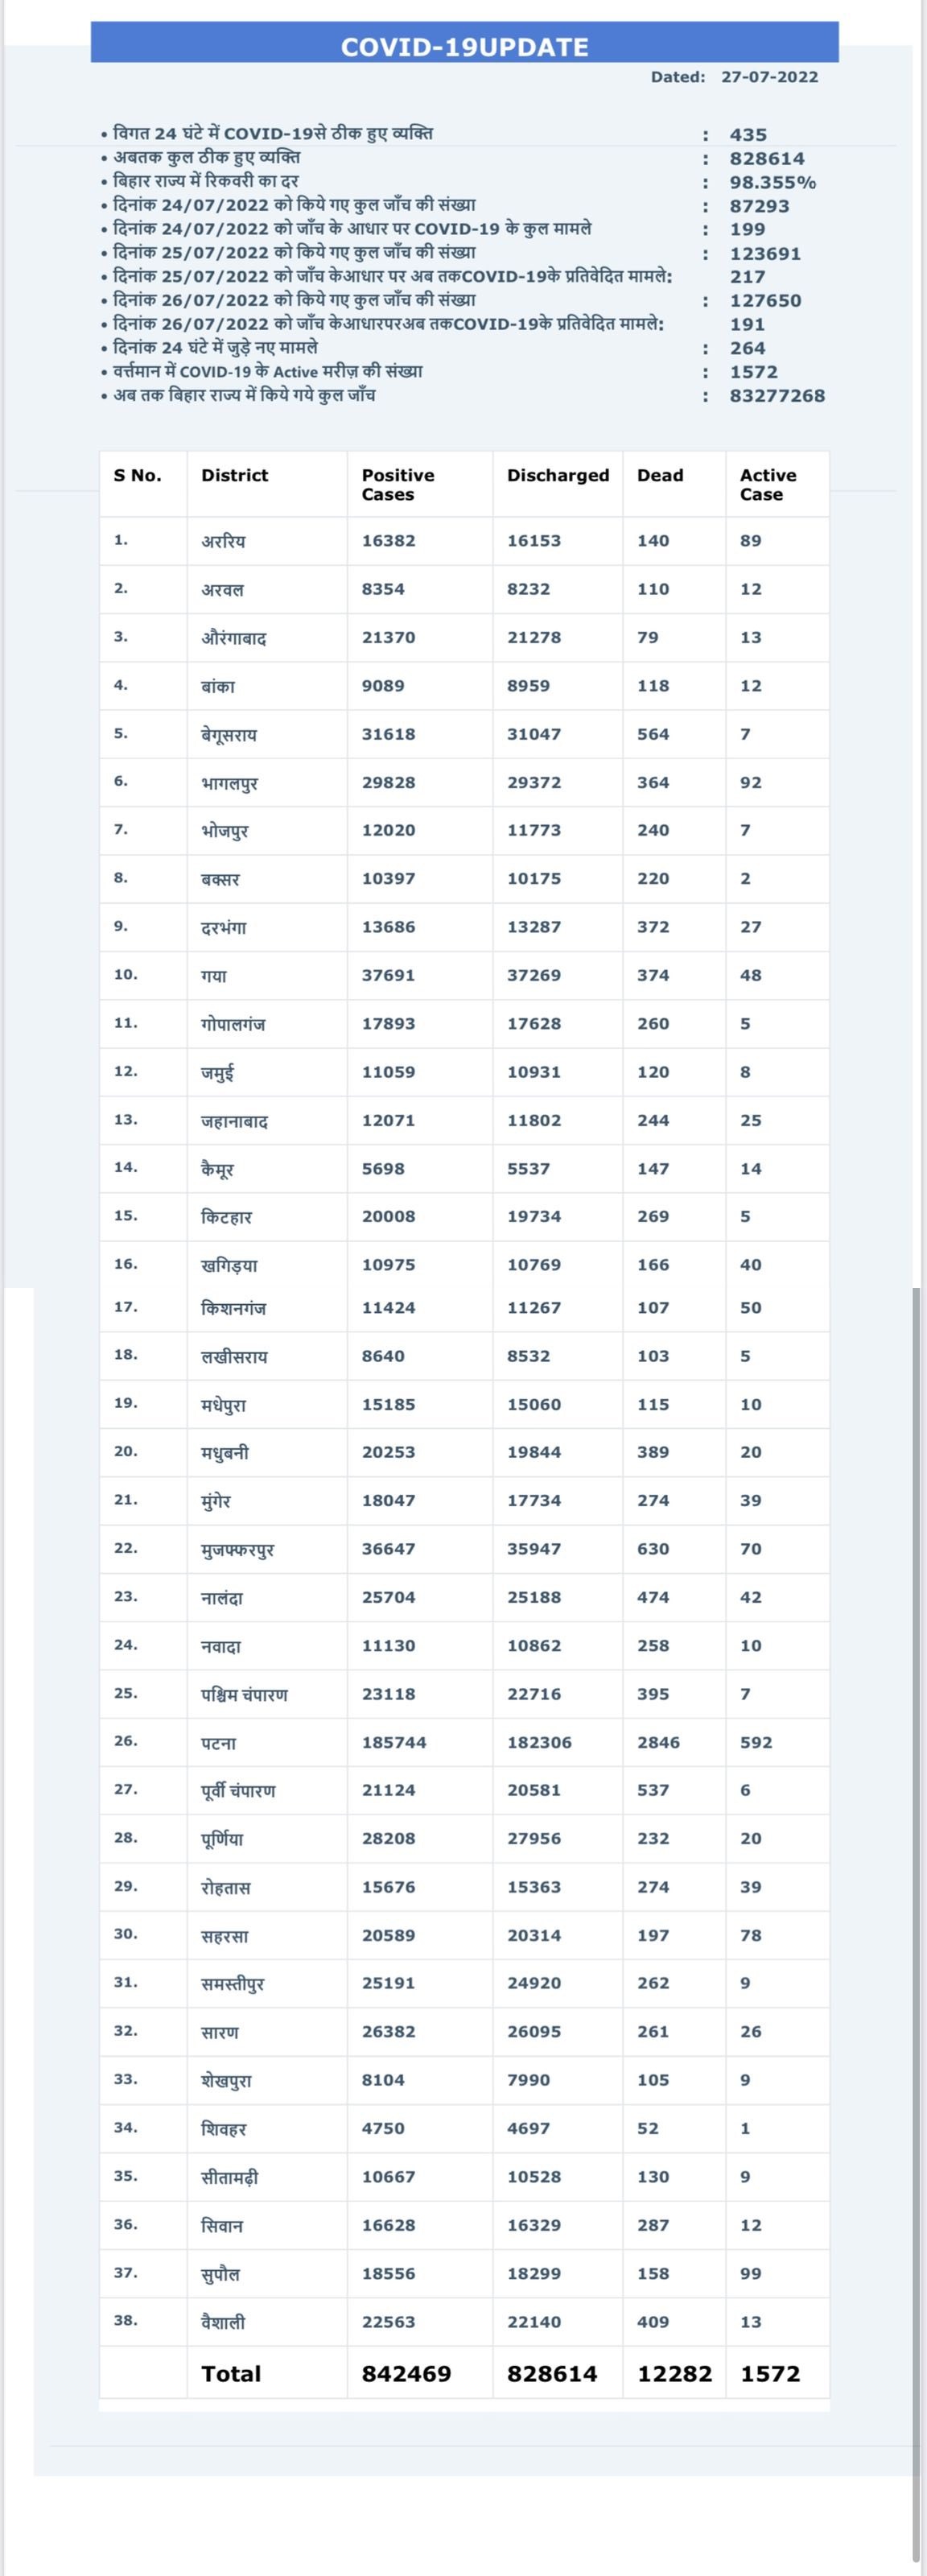 COVID-19UPDATE
Dated: 27-07-2022
• विगत 24 घंटे में COVID-19से ठीक हुए व्यक्ति : 435
• अबतक कुल ठीक हुए व्यक्ति : 828614
• बिहार राज्य में रिकवरी का दर : 98.355%
• दिनांक 24/07/2022 को किये गए कुल जाँच की संख्या : 87293
• दिनांक 24/07/2022 को जाँच के आधार पर COVID-19 के कुल मामले : 199
• दिनांक 25/07/2022 को किये गए कुल जाँच की संख्या : 123691
• दिनांक 25/07/2022 को जाँच केआधार पर अब तकCOVID-19के प्रतिवेदित मामले: 217
• दिनांक 26/07/2022 को किये गए कुल जाँच की संख्या : 127650
• दिनांक 26/07/2022 को जाँच केआधारपरअब तकCOVID-19के प्रतिवेदित मामले: 191
• दिनांक 24 घंटे में जुड़े नए मामले : 264
• वर्त्तमान में COVID-19 के Active मरीज़ की संख्या : 1572
• अब तक बिहार राज्य में किये गये कुल जाँच : 83277268
S No. District Positive Cases Discharged Dead Active Case
1. अररिय 16382 16153 140 89
2. अरवल 8354 8232 110 12
3. औरंगाबाद 21370 21278 79 13
4. बांका 9089 8959 118 12
5. बेगूसराय 31618 31047 564 7
6. भागलपुर 29828 29372 364 92
7. भोजपुर 12020 11773 240 7
8. बक्सर 10397 10175 220 2
9. दरभंगा 13686 13287 372 27
10. गया 37691 37269 374 48
11. गोपालगंज 17893 17628 260 5
12. जमुई 11059 10931 120 8
13. जहानाबाद 12071 11802 244 25
14. कैमूर 5698 5537 147 14
15. किटहार 20008 19734 269 5
16. खगिड़या 10975 10769 166 40
17. किशनगंज 11424 11267 107 50
18. लखीसराय 8640 8532 103 5
19. मधेपुरा 15185 15060 115 10
20. मधुबनी 20253 19844 389 20
21. मुंगेर 18047 17734 274 39
22. मुजफ्फरपुर 36647 35947 630 70
23. नालंदा 25704 25188 474 42
24. नवादा 11130 10862 258 10
25. पश्चिम चंपारण 23118 22716 395 7
26. पटना 185744 182306 2846 592
27. पूर्वी चंपारण 21124 20581 537 6
28. पूर्णिया 28208 27956 232 20
29. रोहतास 15676 15363 274 39
30. सहरसा 20589 20314 197 78
31. समस्तीपुर 25191 24920 262 9
32. सारण 26382 26095 261 26
33. शेखपुरा 8104 7990 105 9
34. शिवहर 4750 4697 52 1
35. सीतामढ़ी 10667 10528 130 9
36. सिवान 16628 16329 287 12
37. सुपौल 18556 18299 158 99
38. वैशाली 22563 22140 409 13
Total 842469 828614 12282 1572